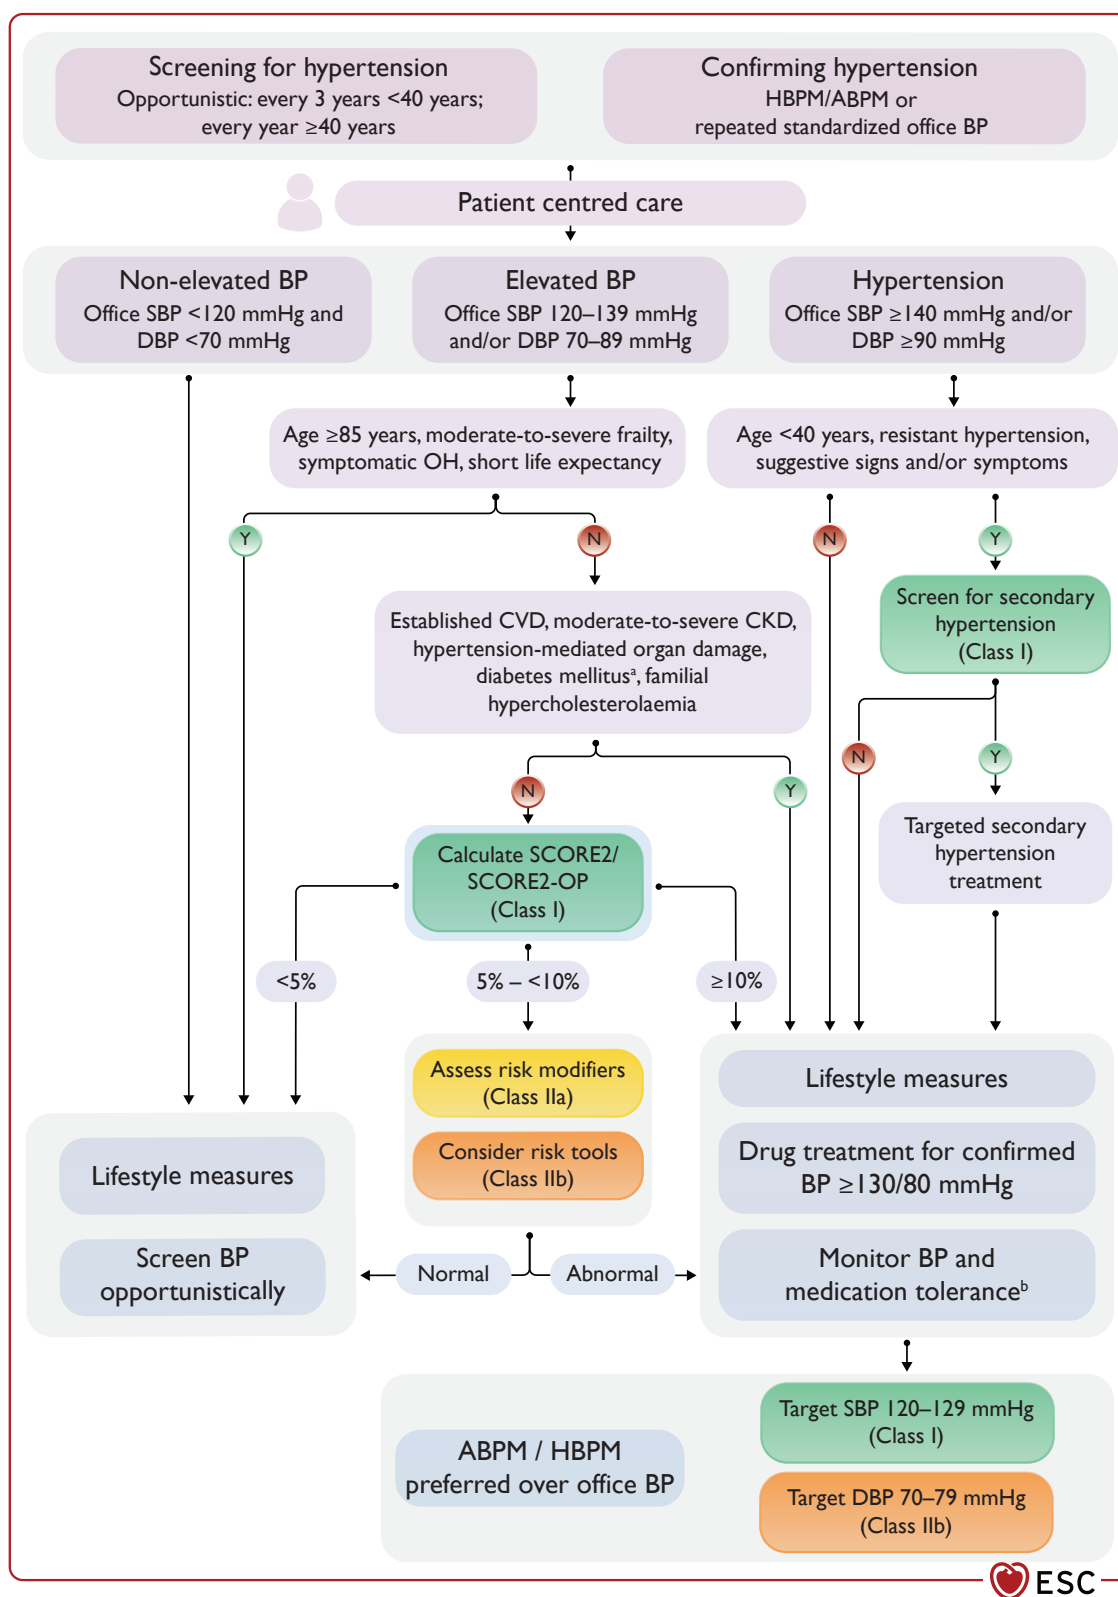 Screening for hypertension
Opportunistic: every 3 years <40 years;
every year ≥40 years
Confirming hypertension
HBPM/ABPM or
repeated standardized office BP
Patient centred care
Non-elevated BP
Office SBP <120 mmHg and
DBP <70 mmHg
Elevated BP
Office SBP 120–139 mmHg
and/or DBP 70–89 mmHg
Hypertension
Office SBP ≥140 mmHg and/or
DBP ≥90 mmHg
Age ≥85 years, moderate-to-severe frailty,
symptomatic OH, short life expectancy
Age <40 years, resistant hypertension,
suggestive signs and/or symptoms
Y
N
N
Y
Screen for secondary
hypertension
(Class I)
Established CVD, moderate-to-severe CKD,
hypertension-mediated organ damage,
diabetes mellitusᵃ, familial
hypercholesterolaemia
N
Y
N
Y
Targeted secondary
hypertension
treatment
Calculate SCORE2/
SCORE2-OP
(Class I)
<5%
5% – <10%
≥10%
Assess risk modifiers
(Class IIa)
Consider risk tools
(Class IIb)
Lifestyle measures
Drug treatment for confirmed
BP ≥130/80 mmHg
Monitor BP and
medication toleranceᵇ
Lifestyle measures
Screen BP
opportunistically
Normal
Abnormal
ABPM / HBPM
preferred over office BP
Target SBP 120–129 mmHg
(Class I)
Target DBP 70–79 mmHg
(Class IIb)
ESC